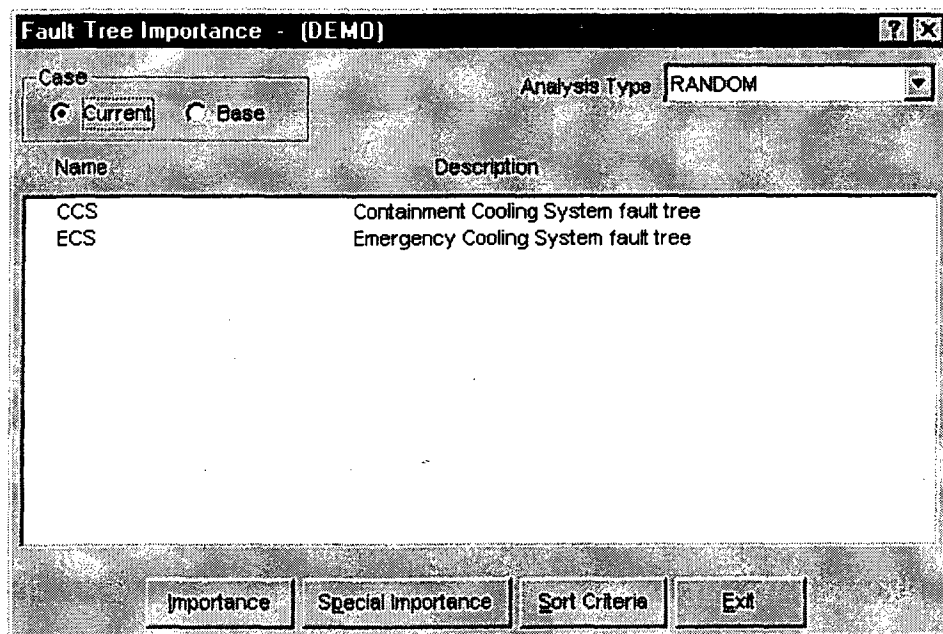 Fault Tree Importance - (DEMO)
Case
Current
Base
Analysis Type RANDOM
Name Description
CCS Containment Cooling System fault tree
ECS Emergency Cooling System fault tree
Importance Special Importance Sort Criteria Exit